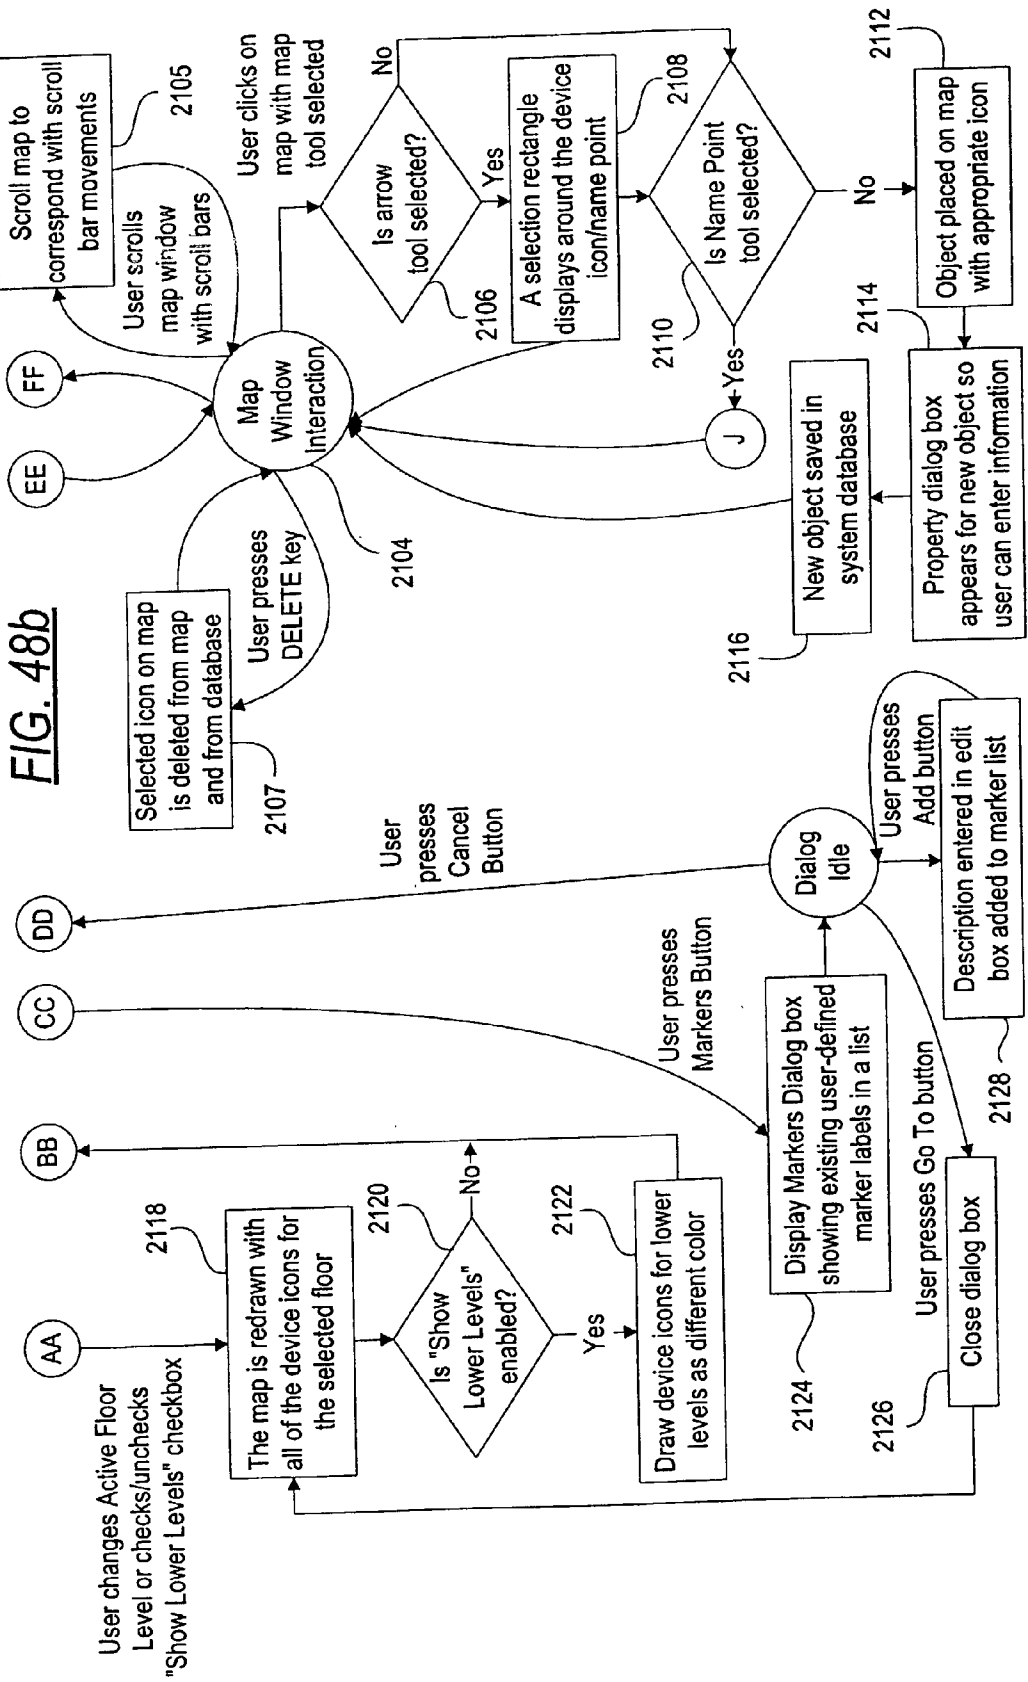 FIG. 48b
AA
BB
CC
DD
EE
FF
User changes Active Floor
Level or checks/unchecks
"Show Lower Levels" checkbox
2118
The map is redrawn with
all of the device icons for
the selected floor
2120
Is "Show
Lower Levels"
enabled?
No
Yes
2122
Draw device icons for lower
levels as different color
User presses
Markers Button
2124
Display Markers Dialog box
showing existing user-defined
marker labels in a list
User
presses
Cancel
Button
Dialog
Idle
User presses Go To button
2126
Close dialog box
User presses
Add button
2128
Description entered in edit
box added to marker list
Selected icon on map
is deleted from map
and from database
2107
User presses
DELETE key
Map
Window
Interaction
2104
User scrolls
map window
with scroll bars
Scroll map to
correspond with scroll
bar movements
2105
User clicks on
map with map
tool selected
Is arrow
tool selected?
2106
No
Yes
A selection rectangle
displays around the device
icon/name point
2108
Is Name Point
tool selected?
2110
Yes
J
No
2112
Object placed on map
with appropriate icon
2114
Property dialog box
appears for new object so
user can enter information
New object saved in
system database
2116